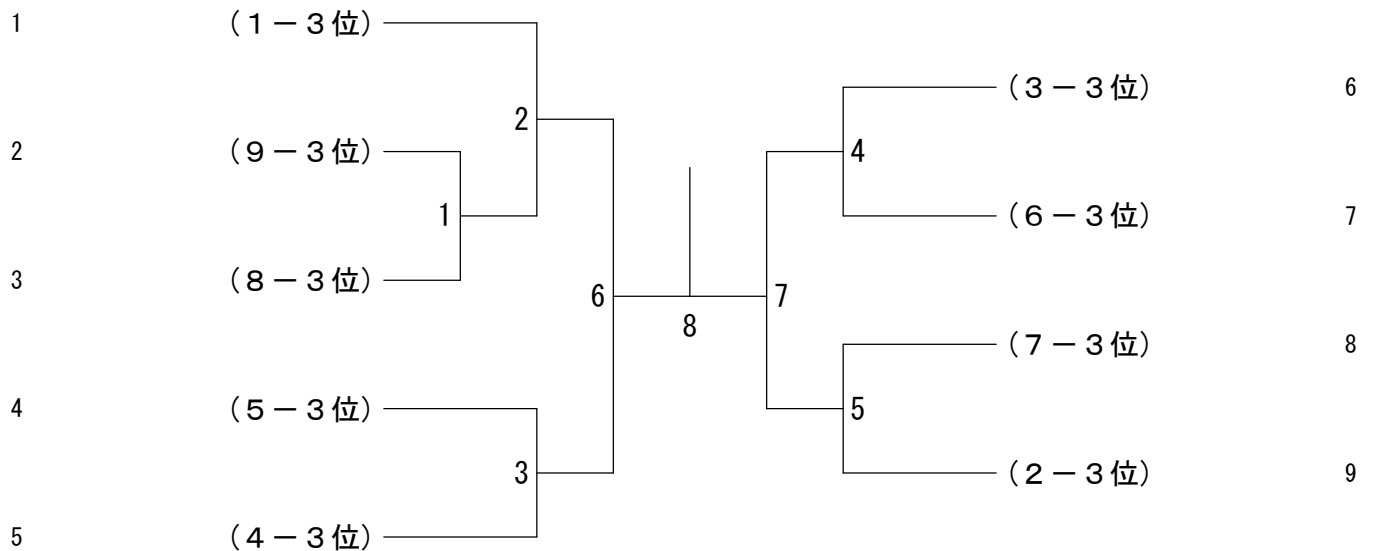 1 （１－３位）
（３－３位） 6
2
2 （９－３位）
4
1
（６－３位） 7
3 （８－３位）
6
7
8
（７－３位） 8
4 （５－３位）
5
3
（２－３位） 9
5 （４－３位）